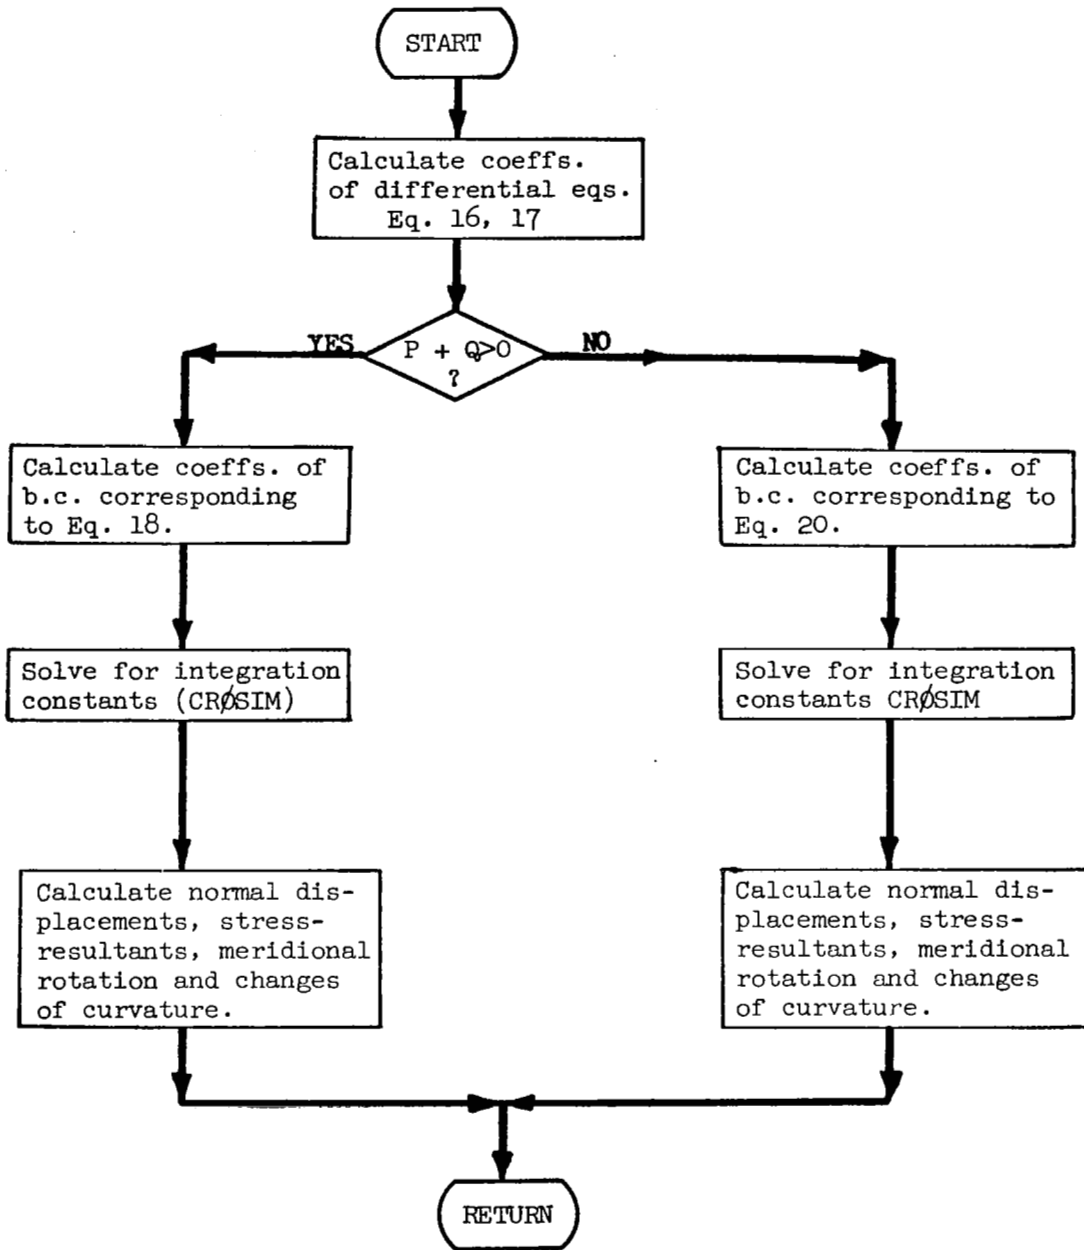 START
Calculate coeffs.
of differential eqs.
Eq. 16, 17
YES
P + Q>0
?
NO
Calculate coeffs. of
b.c. corresponding
to Eq. 18.
Calculate coeffs. of
b.c. corresponding to
Eq. 20.
Solve for integration
constants (CRØSIM)
Solve for integration
constants CRØSIM
Calculate normal dis-
placements, stress-
resultants, meridional
rotation and changes
of curvature.
Calculate normal dis-
placements, stress-
resultants, meridional
rotation and changes
of curvature.
RETURN